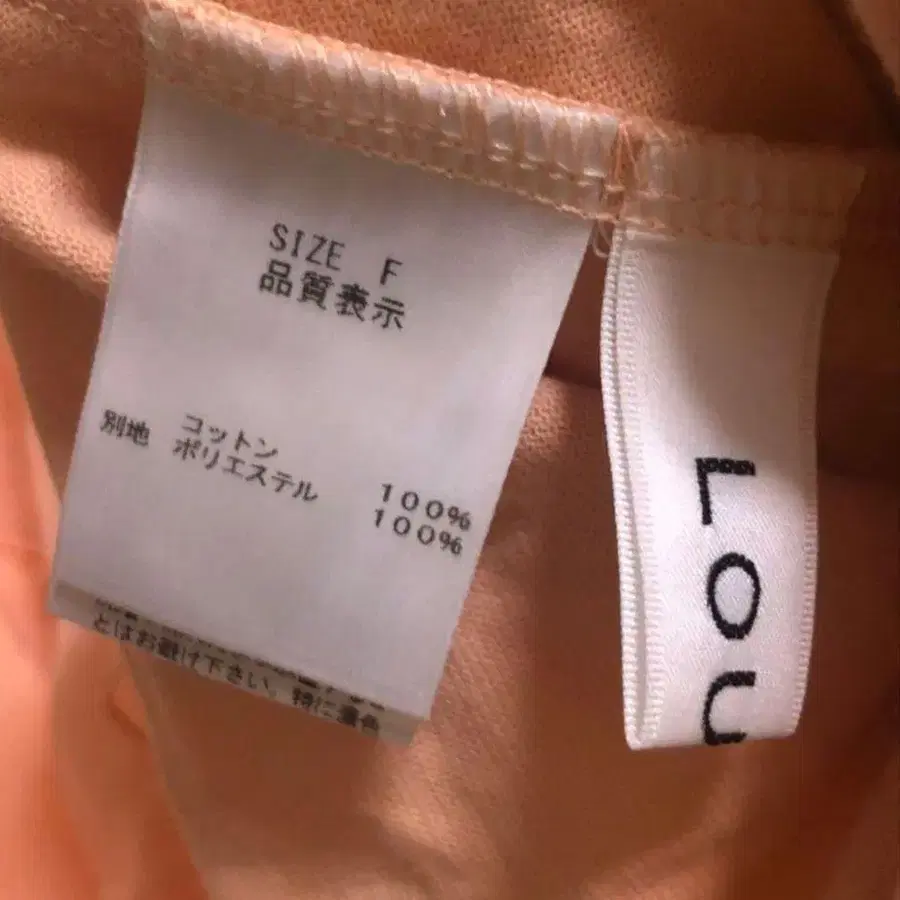 SIZE F
品質表示
コットン 100%
別地 ポリエステル 100%
とはお避け下さい。特に濃色
LOU